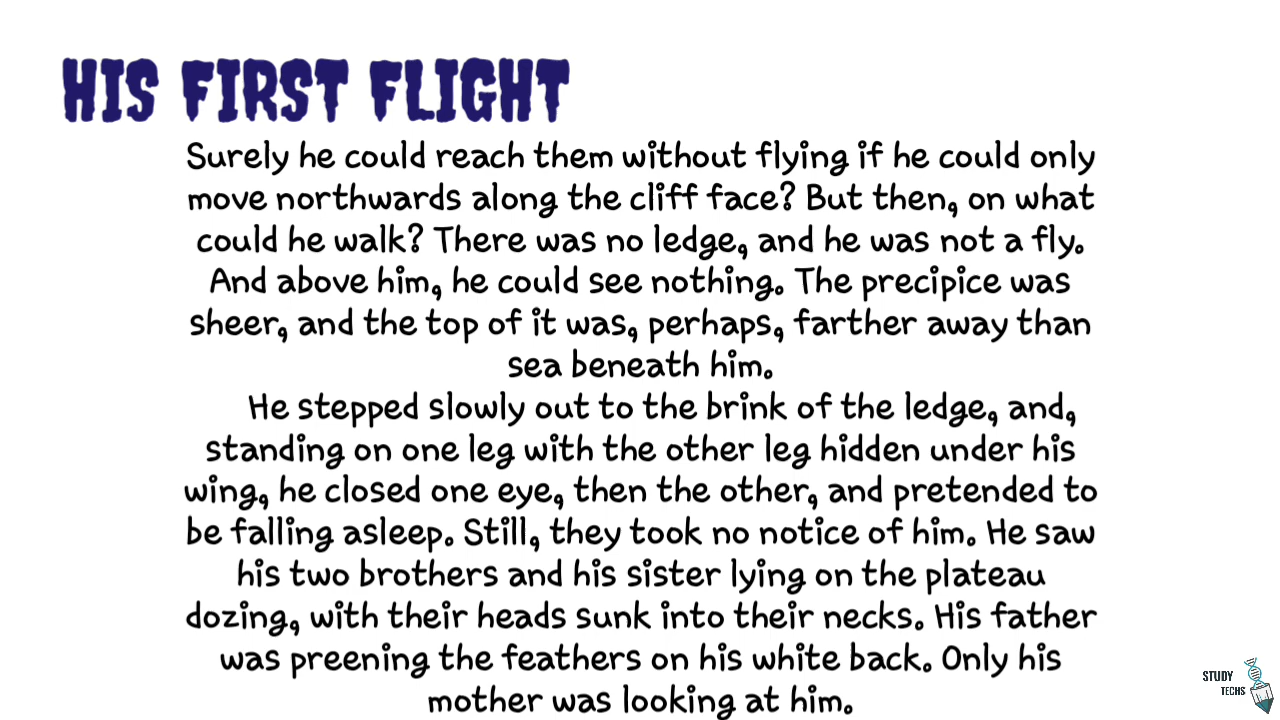 HIS FIRST FLIGHT
Surely he could reach them without flying if he could only
move northwards along the cliff face? But then, on what
could he walk? There was no ledge, and he was not a fly.
And above him, he could see nothing. The precipice was
sheer, and the top of it was, perhaps, farther away than
sea beneath him.
He stepped slowly out to the brink of the ledge, and,
standing on one leg with the other leg hidden under his
wing, he closed one eye, then the other, and pretended to
be falling asleep. Still, they took no notice of him. He saw
his two brothers and his sister lying on the plateau
dozing, with their heads sunk into their necks. His father
was preening the feathers on his white back. Only his
mother was looking at him.
STUDY
TECHS